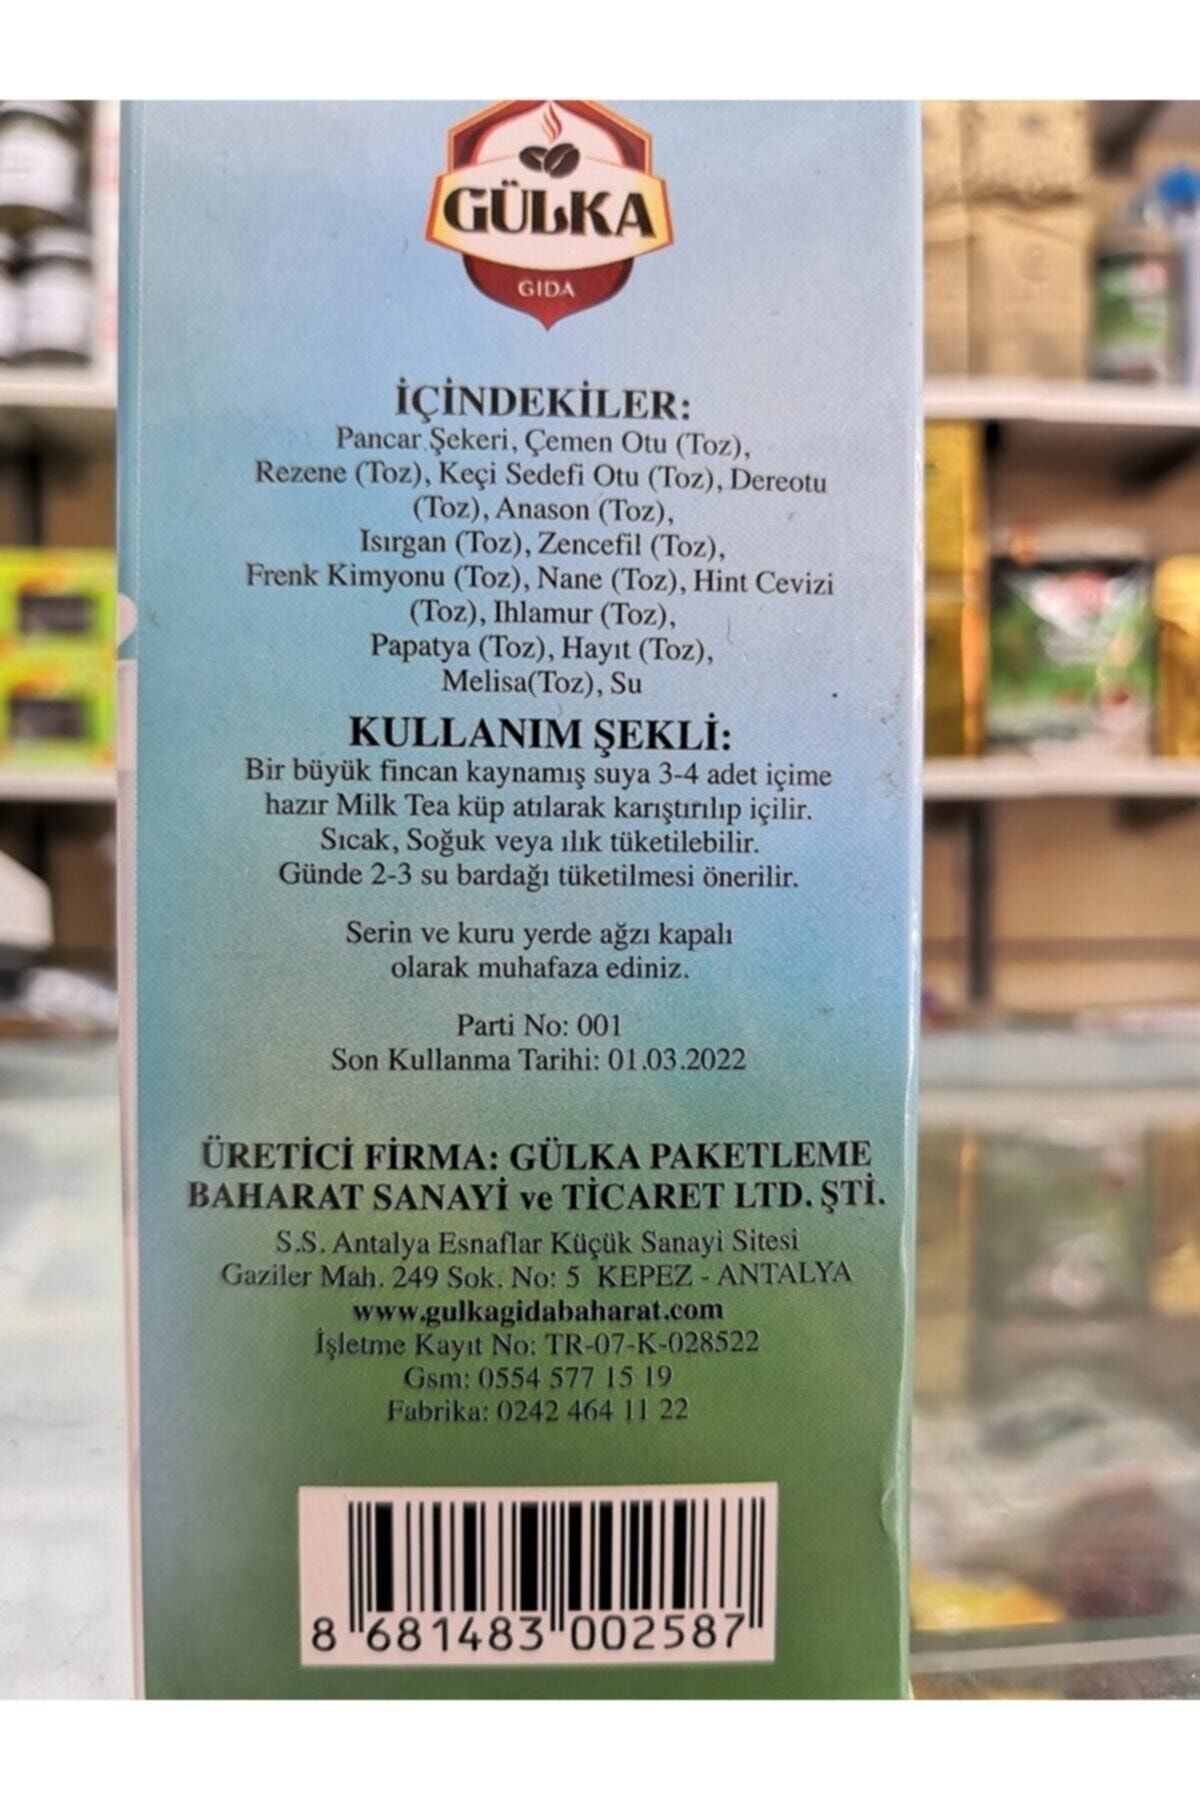 GÜLKA
GIDA
İÇİNDEKİLER:
Pancar Şekeri, Çemen Otu (Toz),
Rezene (Toz), Keçi Sedefi Otu (Toz), Dereotu
(Toz), Anason (Toz),
Isırgan (Toz), Zencefil (Toz),
Frenk Kimyonu (Toz), Nane (Toz), Hint Cevizi
(Toz), Ihlamur (Toz),
Papatya (Toz), Hayıt (Toz),
Melisa(Toz), Su
KULLANIM ŞEKLİ:
Bir büyük fincan kaynamış suya 3-4 adet içime
hazır Milk Tea küp atılarak karıştırılıp içilir.
Sıcak, Soğuk veya ılık tüketilebilir.
Günde 2-3 su bardağı tüketilmesi önerilir.
Serin ve kuru yerde ağzı kapalı
olarak muhafaza ediniz.
Parti No: 001
Son Kullanma Tarihi: 01.03.2022
ÜRETİCİ FİRMA: GÜLKA PAKETLEME
BAHARAT SANAYİ ve TİCARET LTD. ŞTİ.
S.S. Antalya Esnaflar Küçük Sanayi Sitesi
Gaziler Mah. 249 Sok. No: 5 KEPEZ - ANTALYA
www.gulkagidabaharat.com
İşletme Kayıt No: TR-07-K-028522
Gsm: 0554 577 15 19
Fabrika: 0242 464 11 22
8 681483 002587